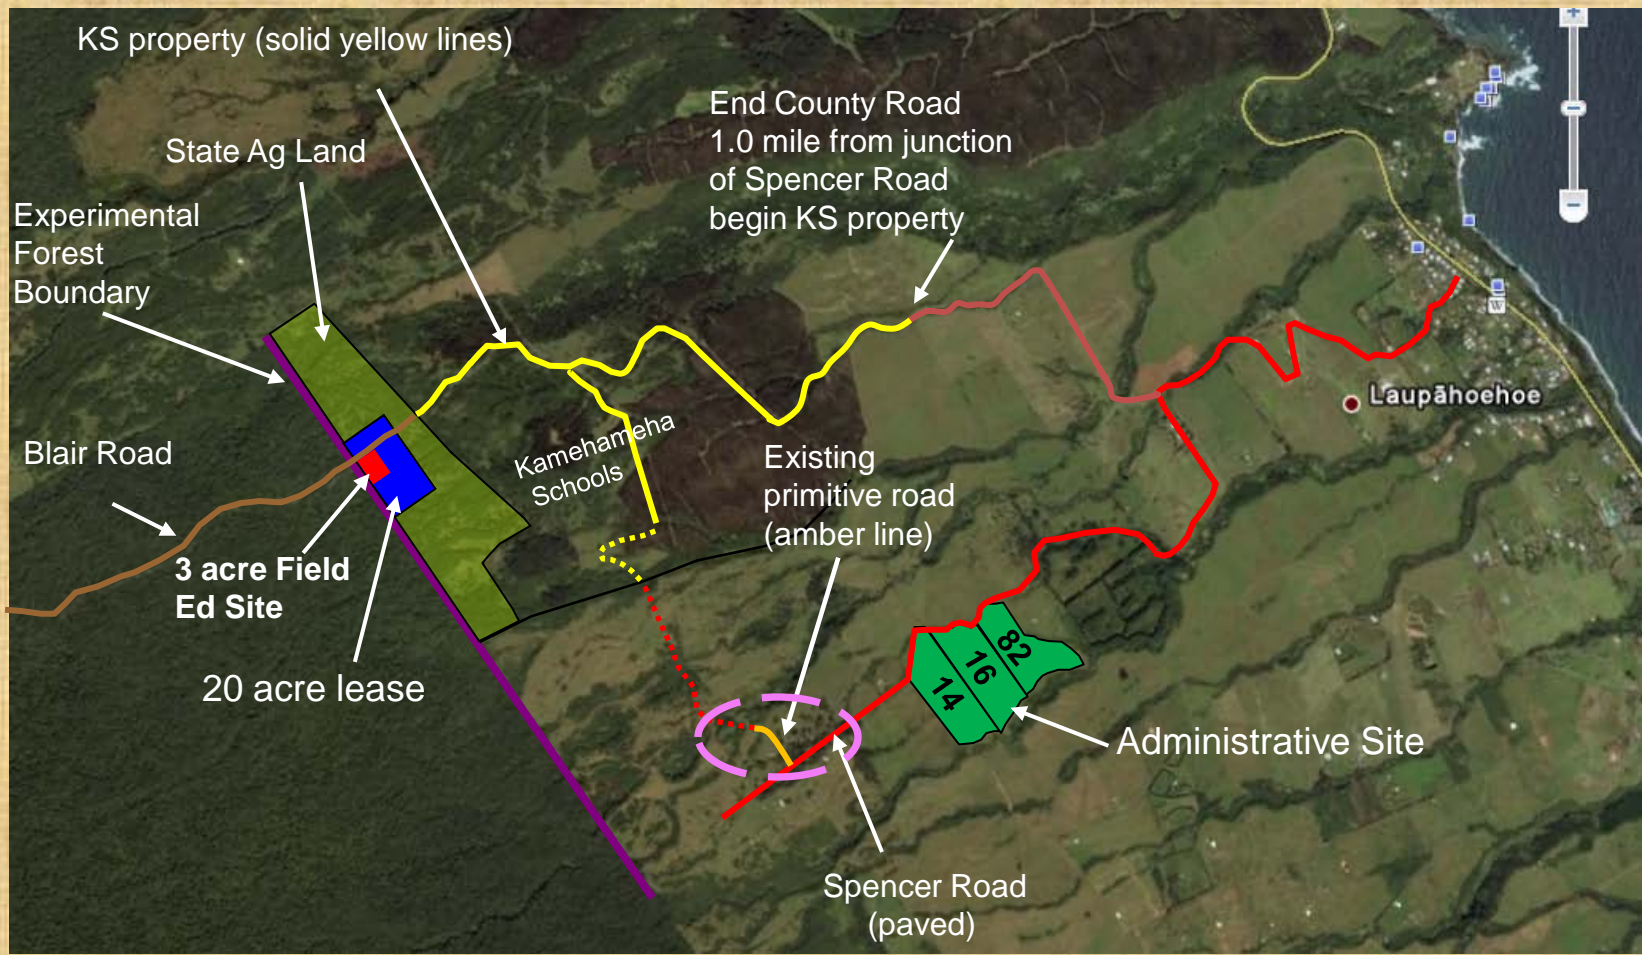 KS property (solid yellow lines)
State Ag Land
Experimental
Forest
Boundary
End County Road
1.0 mile from junction
of Spencer Road
begin KS property
Blair Road
Kamehameha
Schools
Existing
primitive road
(amber line)
Laupāhoehoe
3 acre Field
Ed Site
20 acre lease
14
16
82
Administrative Site
Spencer Road
(paved)
W